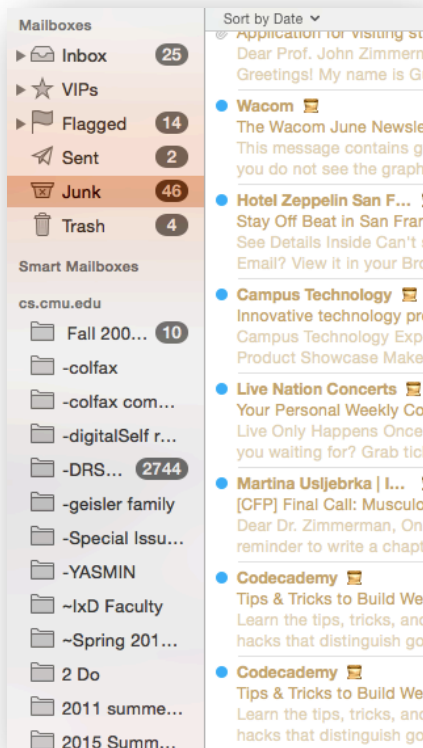 Mailboxes
Inbox 25
VIPs
Flagged 14
Sent 2
Junk 46
Trash 4
Smart Mailboxes
cs.cmu.edu
Fall 200... 10
-colfax
-colfax com...
-digitalSelf r...
-DRS... 2744
-geisler family
-Special Issu...
-YASMIN
~IxD Faculty
~Spring 201...
2 Do
2011 summe...
2015 Summ...
Sort by Date
Application for visiting st
Dear Prof. John Zimmerm
Greetings! My name is G
Wacom
The Wacom June Newsle
This message contains g
you do not see the graph
Hotel Zeppelin San F...
Stay Off Beat in San Fran
See Details Inside Can't
Email? View it in your Bro
Campus Technology
Innovative technology pr
Campus Technology Exp
Product Showcase Make
Live Nation Concerts
Your Personal Weekly Co
Live Only Happens Once
you waiting for? Grab tic
Martina Usljebrka | I...
[CFP] Final Call: Musculo
Dear Dr. Zimmerman, On
reminder to write a chapt
Codecademy
Tips & Tricks to Build We
Learn the tips, tricks, and
hacks that distinguish go
Codecademy
Tips & Tricks to Build We
Learn the tips, tricks, and
hacks that distinguish go